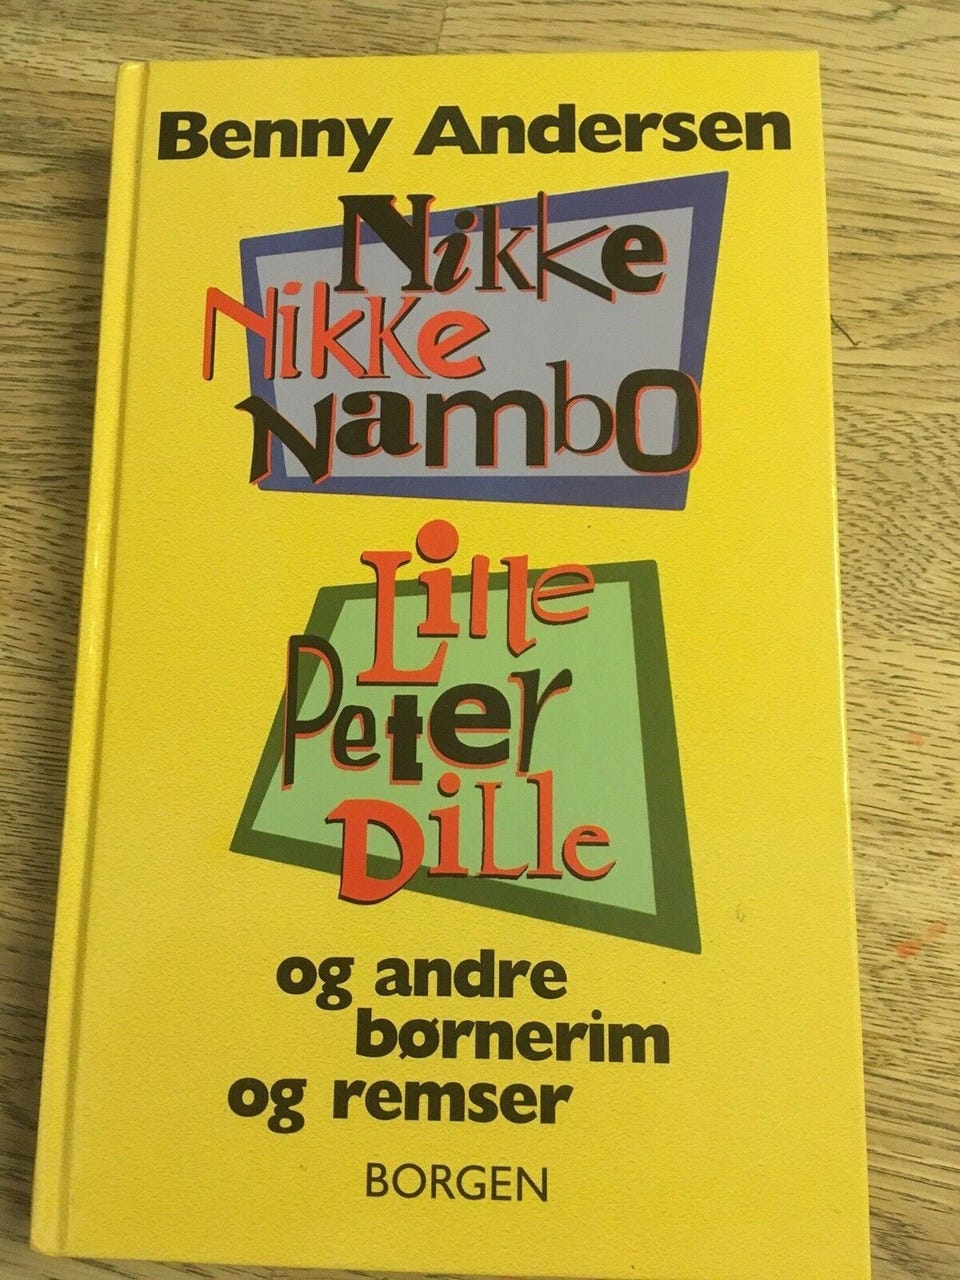 Benny Andersen
Nikke
Nikke
Nambo
Lille
Peter
Dille
og andre
børnerim
og remser
BORGEN